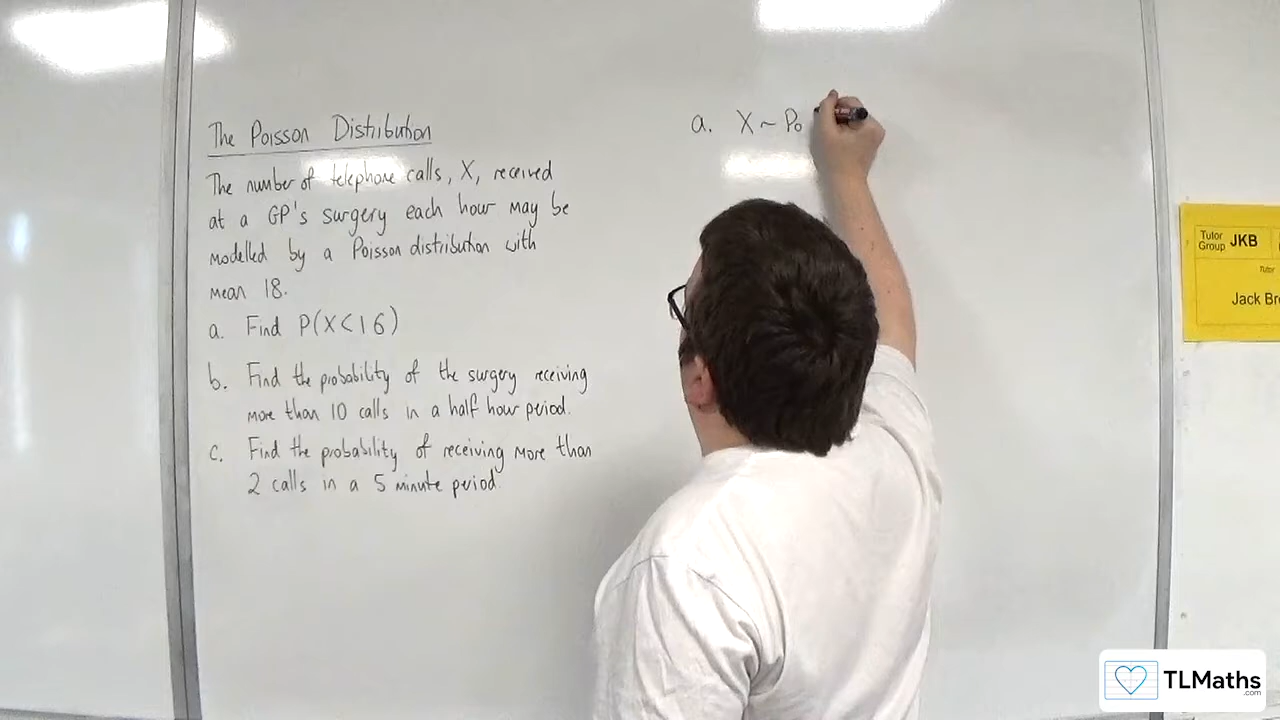 The Poisson Distribution
The number of telephone calls, X, received
at a GP's surgery each hour may be
modelled by a Poisson distribution with
mean 18.
a. Find P(X<16)
b. Find the probability of the surgery receiving
more than 10 calls in a half hour period.
c. Find the probability of receiving more than
2 calls in a 5 minute period.
a. X ~ Po
Tutor
Group JKB
Tutor
Jack
TLMaths
.com